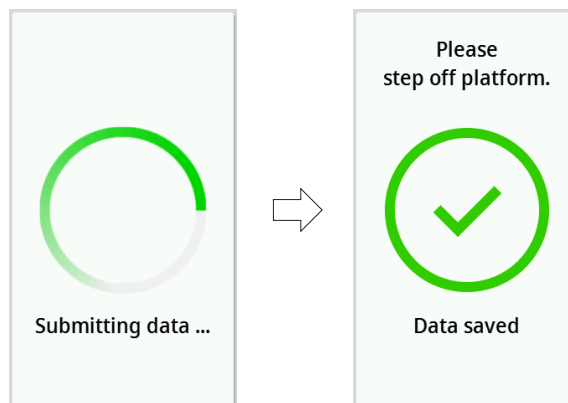 Submitting data ...
Please
step off platform.
Data saved